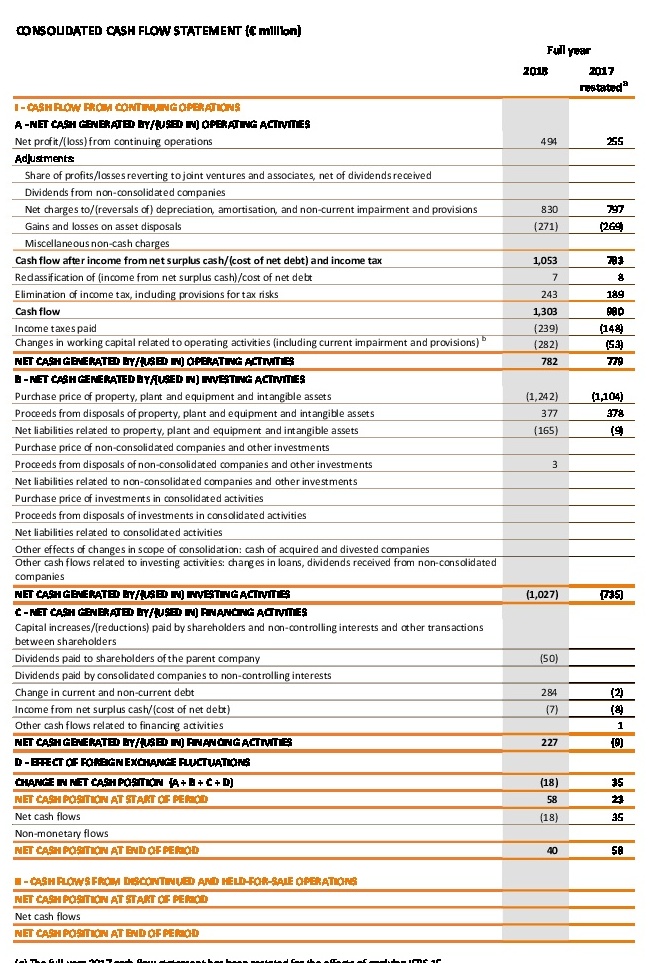 CONSOLIDATED CASH FLOW STATEMENT (€ million)
Full year
2018 2017
restated a
I - CASH FLOW FROM CONTINUING OPERATIONS
A - NET CASH GENERATED BY/(USED IN) OPERATING ACTIVITIES
Net profit/(loss) from continuing operations 494 255
Adjustments:
Share of profits/losses reverting to joint ventures and associates, net of dividends received
Dividends from non-consolidated companies
Net charges to/(reversals of) depreciation, amortisation, and non-current impairment and provisions 830 797
Gains and losses on asset disposals (271) (269)
Miscellaneous non-cash charges
Cash flow after income from net surplus cash/(cost of net debt) and income tax 1,053 783
Reclassification of (income from net surplus cash)/cost of net debt 7 8
Elimination of income tax, including provisions for tax risks 243 189
Cash flow 1,303 980
Income taxes paid (239) (148)
Changes in working capital related to operating activities (including current impairment and provisions) b (282) (53)
NET CASH GENERATED BY/(USED IN) OPERATING ACTIVITIES 782 779
B - NET CASH GENERATED BY/(USED IN) INVESTING ACTIVITIES
Purchase price of property, plant and equipment and intangible assets (1,242) (1,104)
Proceeds from disposals of property, plant and equipment and intangible assets 377 378
Net liabilities related to property, plant and equipment and intangible assets (165) (9)
Purchase price of non-consolidated companies and other investments
Proceeds from disposals of non-consolidated companies and other investments 3
Net liabilities related to non-consolidated companies and other investments
Purchase price of investments in consolidated activities
Proceeds from disposals of investments in consolidated activities
Net liabilities related to consolidated activities
Other effects of changes in scope of consolidation: cash of acquired and divested companies
Other cash flows related to investing activities: changes in loans, dividends received from non-consolidated
companies
NET CASH GENERATED BY/(USED IN) INVESTING ACTIVITIES (1,027) (735)
C - NET CASH GENERATED BY/(USED IN) FINANCING ACTIVITIES
Capital increases/(reductions) paid by shareholders and non-controlling interests and other transactions
between shareholders
Dividends paid to shareholders of the parent company (50)
Dividends paid by consolidated companies to non-controlling interests
Change in current and non-current debt 284 (2)
Income from net surplus cash/(cost of net debt) (7) (8)
Other cash flows related to financing activities 1
NET CASH GENERATED BY/(USED IN) FINANCING ACTIVITIES 227 (9)
D - EFFECT OF FOREIGN EXCHANGE FLUCTUATIONS
CHANGE IN NET CASH POSITION (A + B + C + D) (18) 35
NET CASH POSITION AT START OF PERIOD 58 23
Net cash flows (18) 35
Non-monetary flows
NET CASH POSITION AT END OF PERIOD 40 58
II - CASH FLOWS FROM DISCONTINUED AND HELD-FOR-SALE OPERATIONS
NET CASH POSITION AT START OF PERIOD
Net cash flows
NET CASH POSITION AT END OF PERIOD